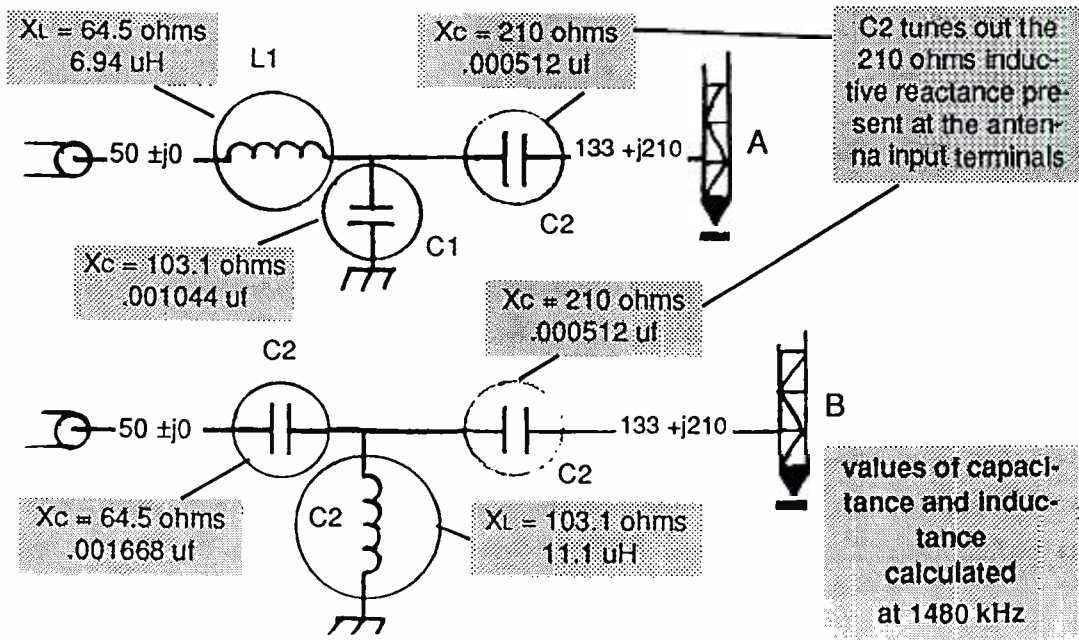 XL = 64.5 ohms
6.94 uH
L1
Xc = 210 ohms
.000512 uf
C2 tunes out the
210 ohms induc-
tive reactance pre-
sent at the anten-
na input terminals
50 ±j0
133 +j210
A
C2
C1
Xc = 103.1 ohms
.001044 uf
Xc = 210 ohms
.000512 uf
C2
50 ±j0
133 +j210
B
C2
C2
Xc = 64.5 ohms
.001668 uf
XL = 103.1 ohms
11.1 uH
values of capaci-
tance and induc-
tance
calculated
at 1480 kHz